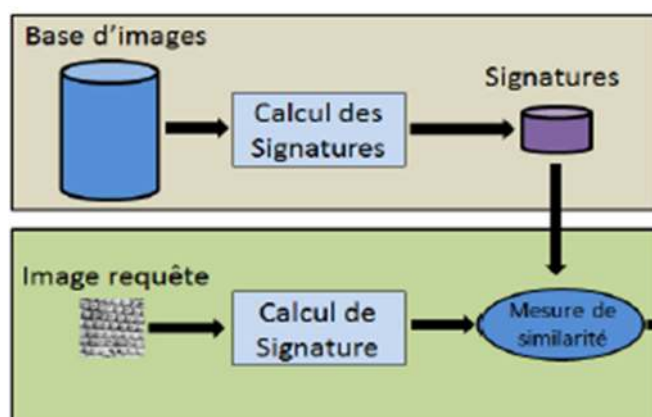 Base d'images
Signatures
Calcul des
Signatures
Image requête
Calcul de
Signature
Mesure de
similarité